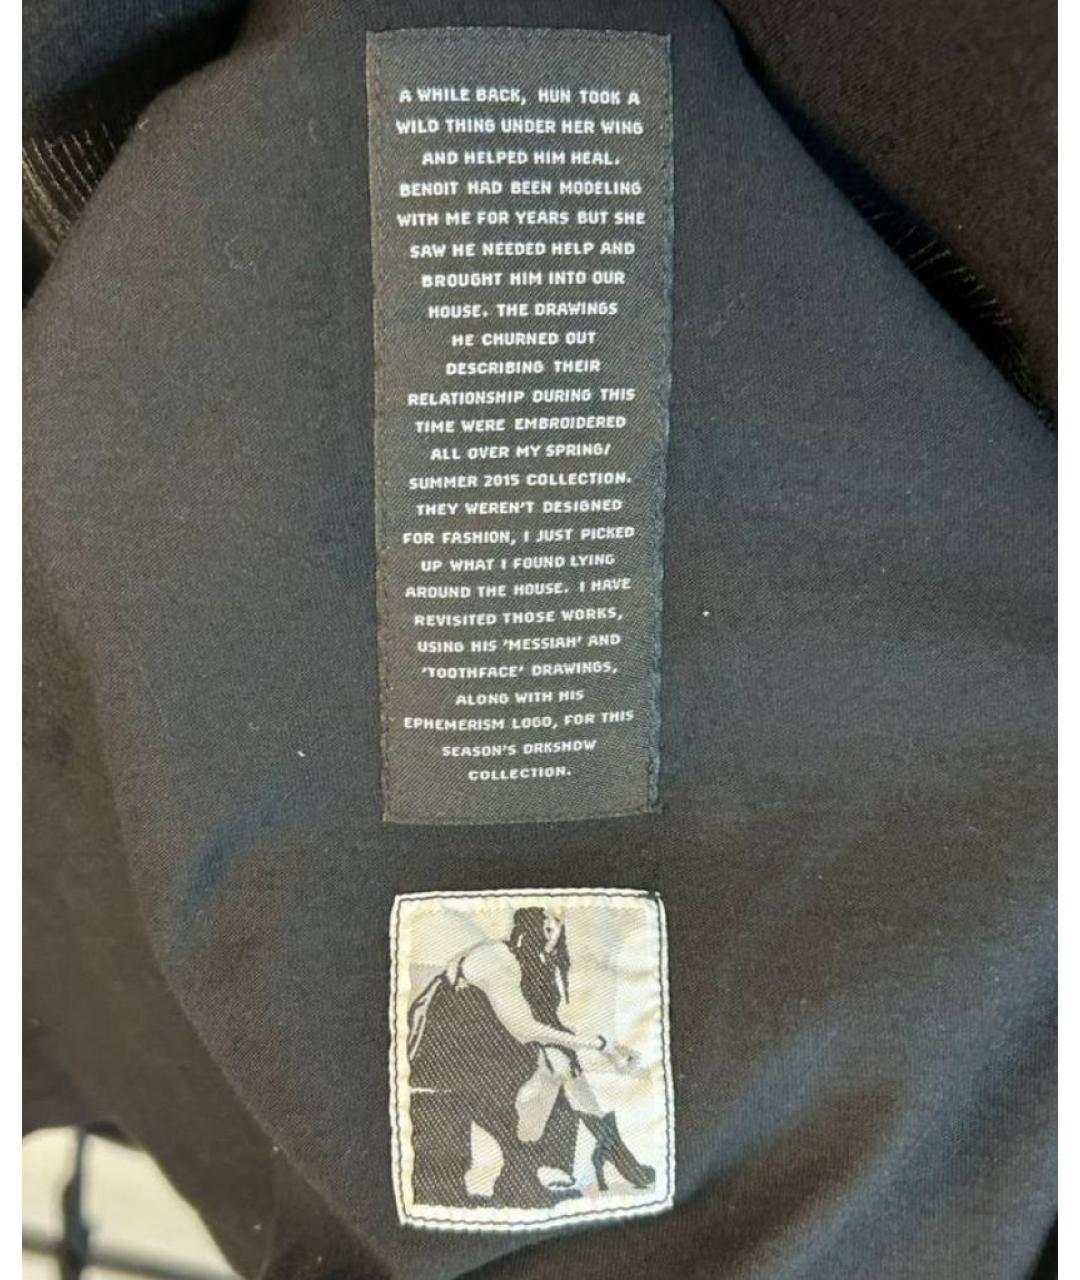 A WHILE BACK, HUN TOOK A
WILD THING UNDER HER WING
AND HELPED HIM HEAL.
BENOIT HAD BEEN MODELING
WITH ME FOR YEARS BUT SHE
SAW HE NEEDED HELP AND
BROUGHT HIM INTO OUR
HOUSE. THE DRAWINGS
HE CHURNED OUT
DESCRIBING THEIR
RELATIONSHIP DURING THIS
TIME WERE EMBROIDERED
ALL OVER MY SPRING/
SUMMER 2015 COLLECTION.
THEY WEREN'T DESIGNED
FOR FASHION, I JUST PICKED
UP WHAT I FOUND LYING
AROUND THE HOUSE. I HAVE
REVISITED THOSE WORKS,
USING HIS 'MESSIAH' AND
'TOOTHFACE' DRAWINGS,
ALONG WITH HIS
EPHEMERISM LOGO, FOR THIS
SEASON'S DRKSHDW
COLLECTION.